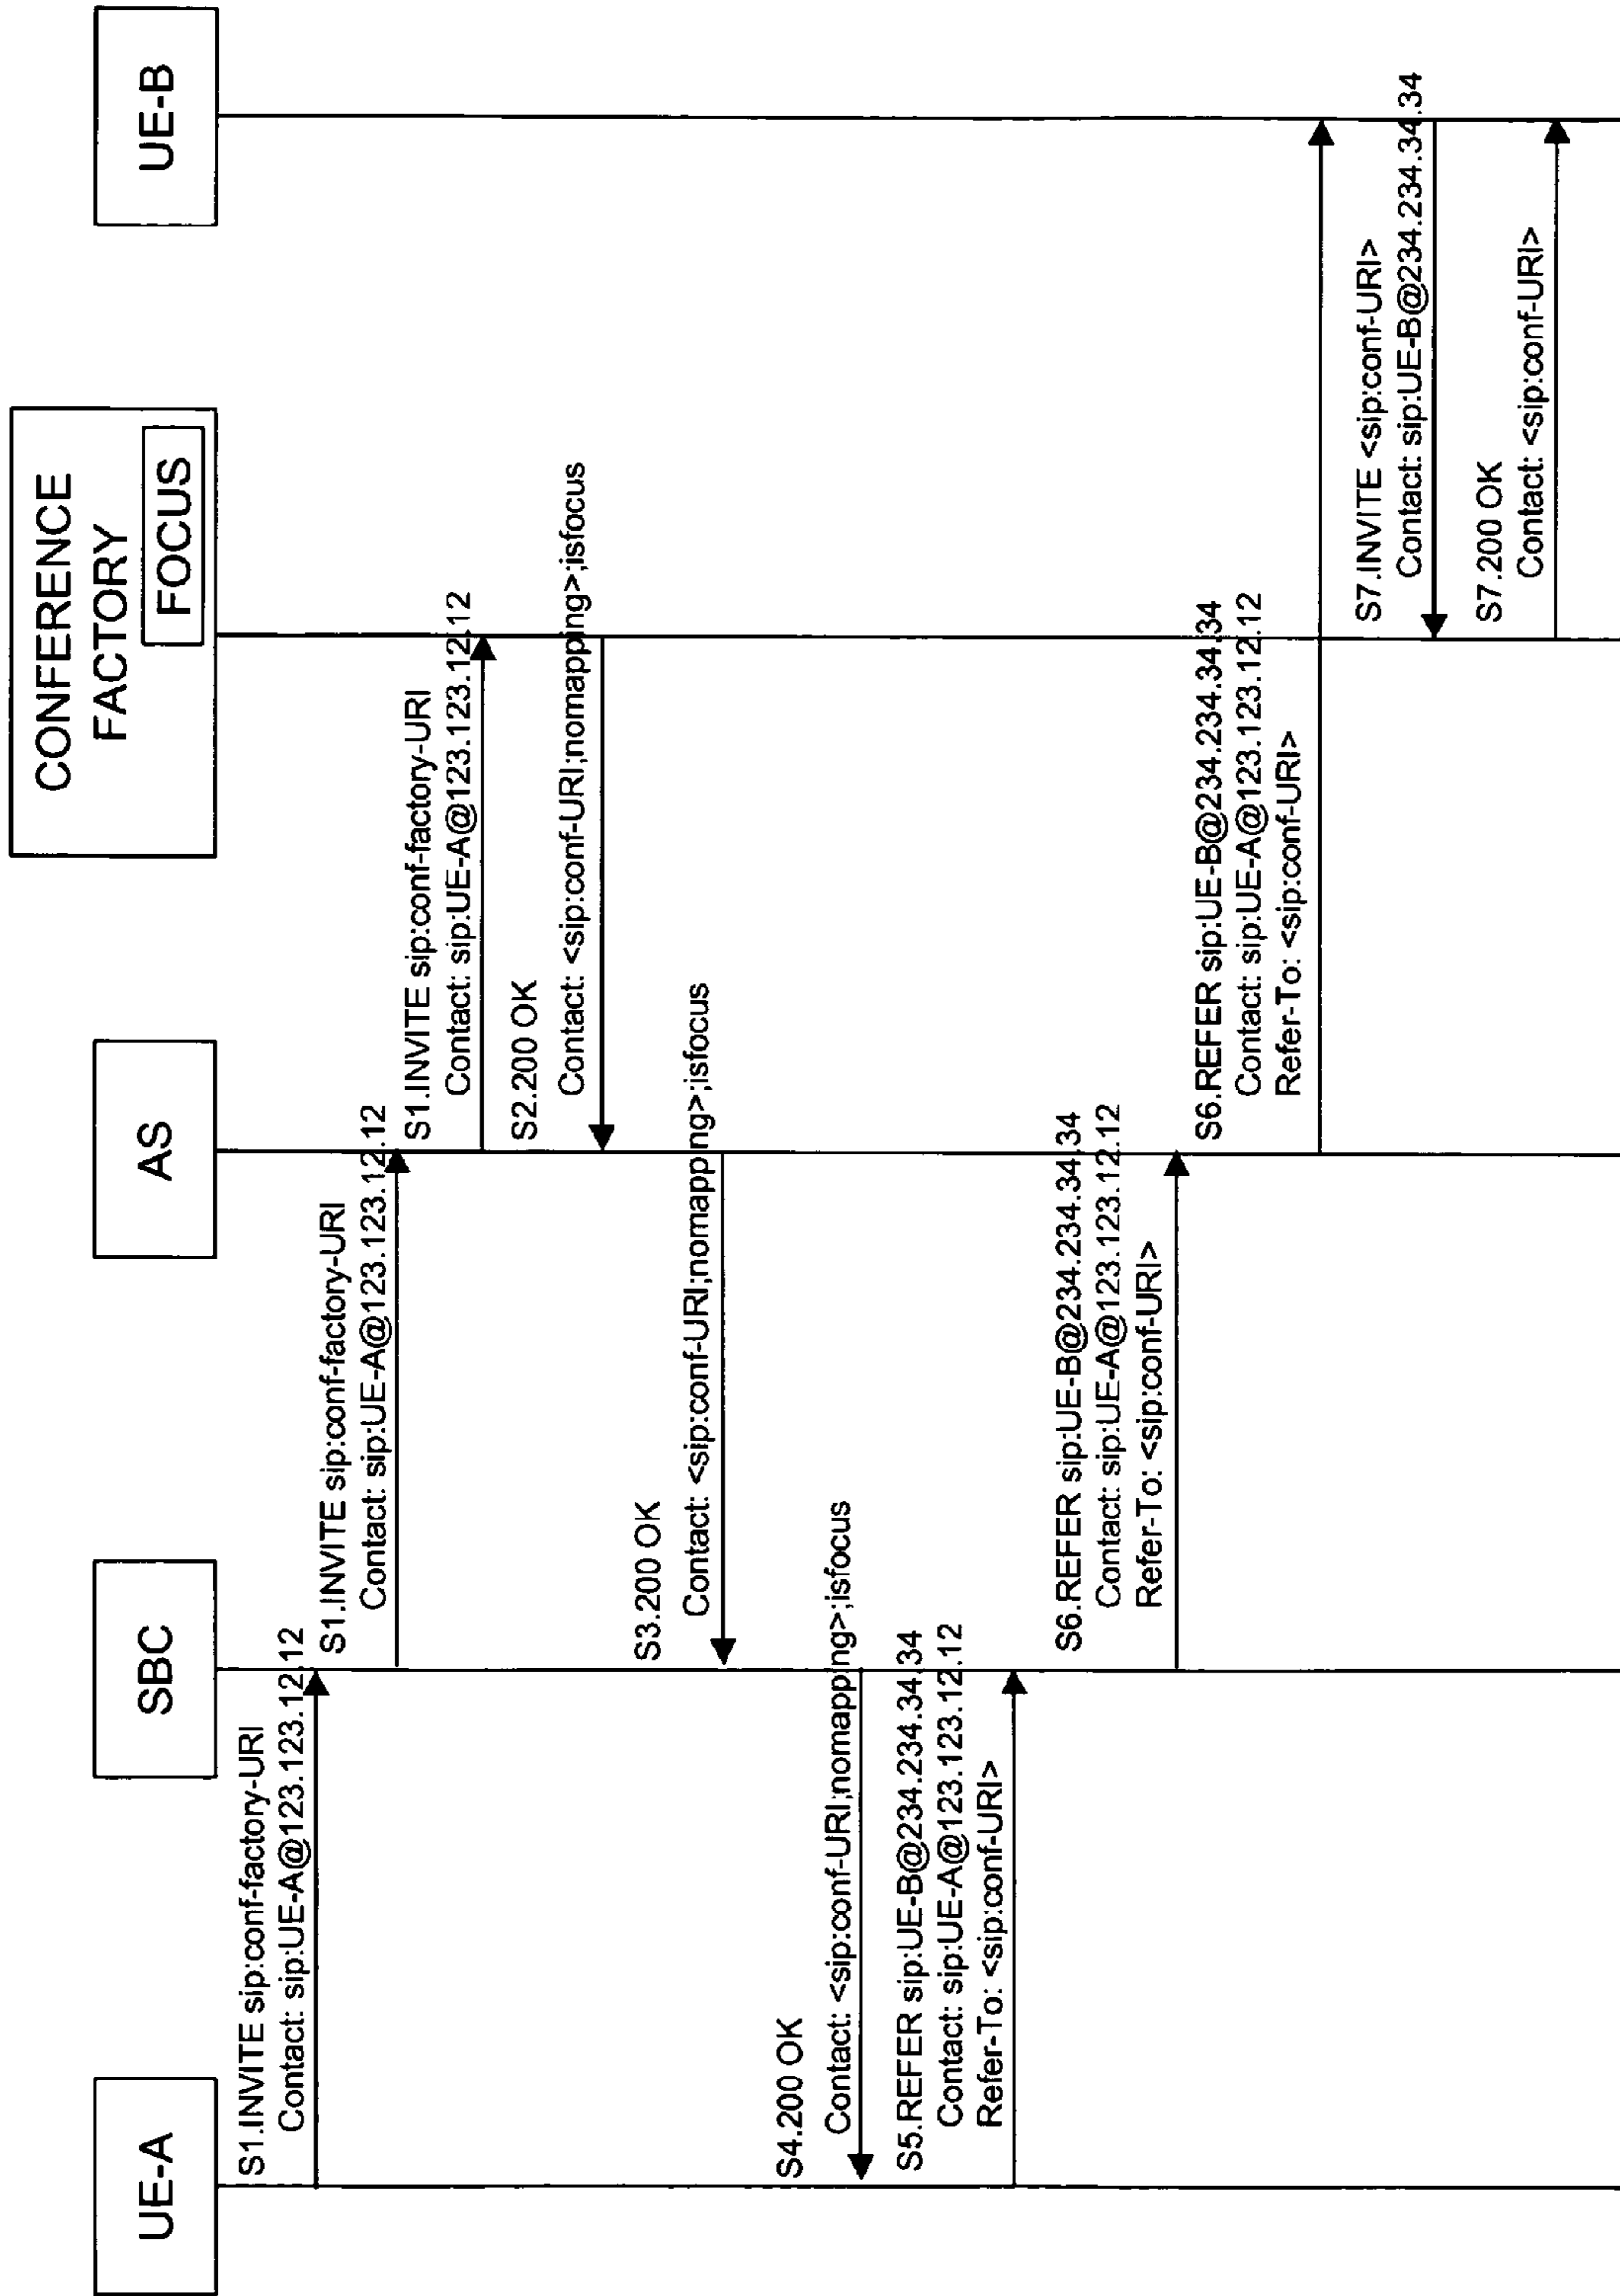 UE-A
SBC
AS
CONFERENCE
FACTORY
FOCUS
UE-B
S1.INVITE sip:conf-factory-URI
Contact: sip:UE-A@123.123.12.12
S1.INVITE sip:conf-factory-URI
Contact: sip:UE-A@123.123.12.12
S1.INVITE sip:conf-factory-URI
Contact: sip:UE-A@123.123.12.12
S2.200 OK
Contact: <sip:conf-URI;nomapping>;isfocus
S3.200 OK
Contact: <sip:conf-URI;nomapping>;isfocus
S4.200 OK
Contact: <sip:conf-URI;nomapping>;isfocus
S5.REFER sip:UE-B@234.234.34.34
Contact: sip:UE-A@123.123.12.12
Refer-To: <sip:conf-URI>
S6.REFER sip:UE-B@234.234.34.34
Contact: sip:UE-A@123.123.12.12
Refer-To: <sip:conf-URI>
S6.REFER sip:UE-B@234.234.34.34
Contact: sip:UE-A@123.123.12.12
Refer-To: <sip:conf-URI>
S7.INVITE <sip:conf-URI>
Contact: sip:UE-B@234.234.34.34
S7.200 OK
Contact: <sip:conf-URI>